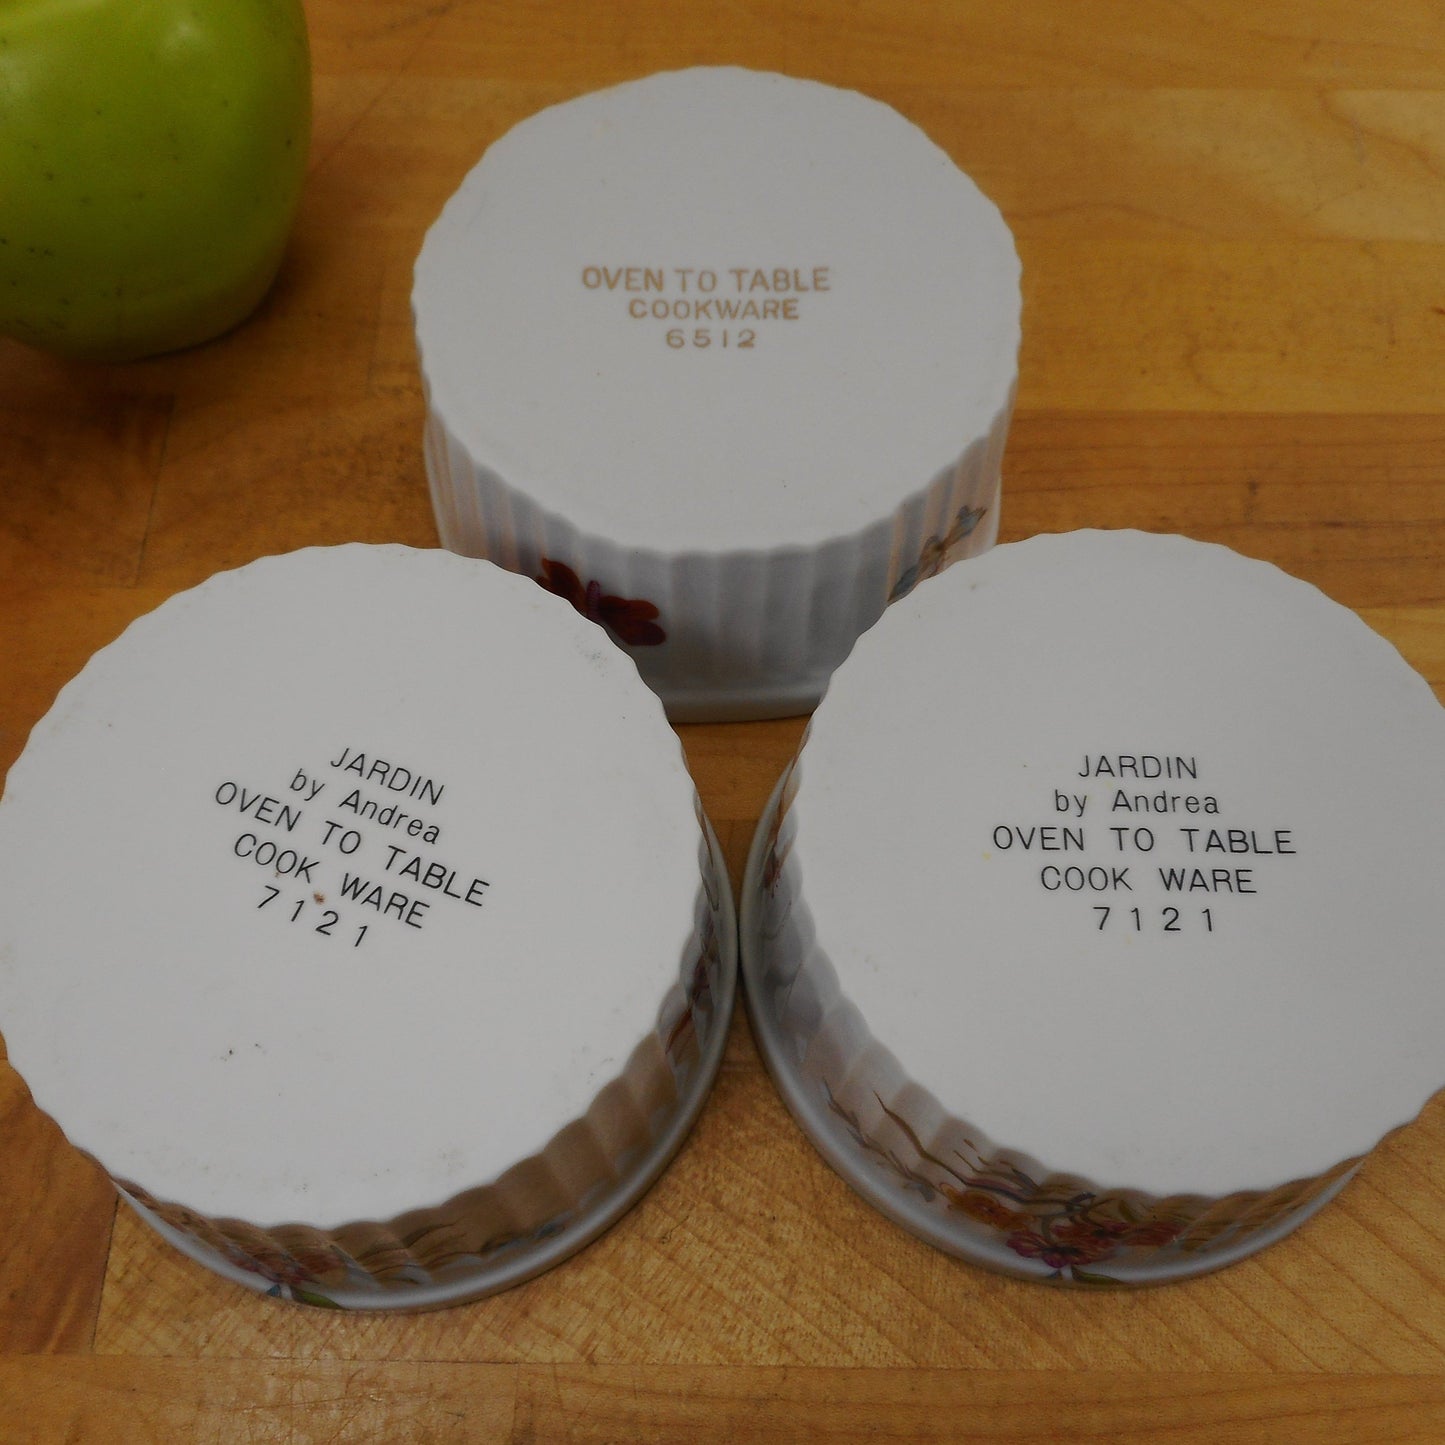 OVEN TO TABLE
COOKWARE
6512
JARDIN
by Andrea
OVEN TO TABLE
COOK WARE
7121
JARDIN
by Andrea
OVEN TO TABLE
COOK WARE
7121